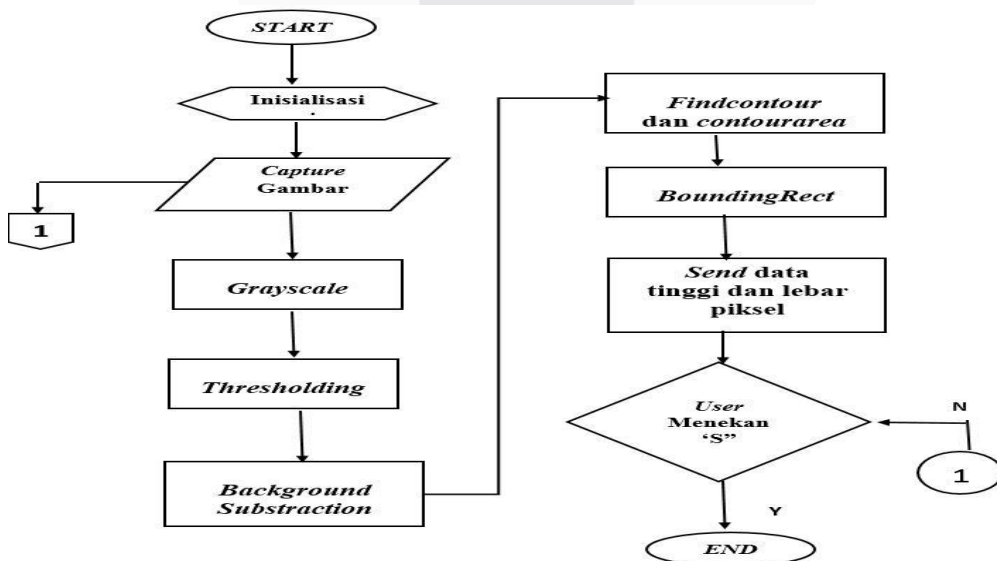 START
Inisialisasi
.
Capture
Gambar
1
Grayscale
Thresholding
Background
Substraction
Findcontour
dan contourarea
BoundingRect
Send data
tinggi dan lebar
piksel
User
Menekan
‘S”
N
1
Y
END